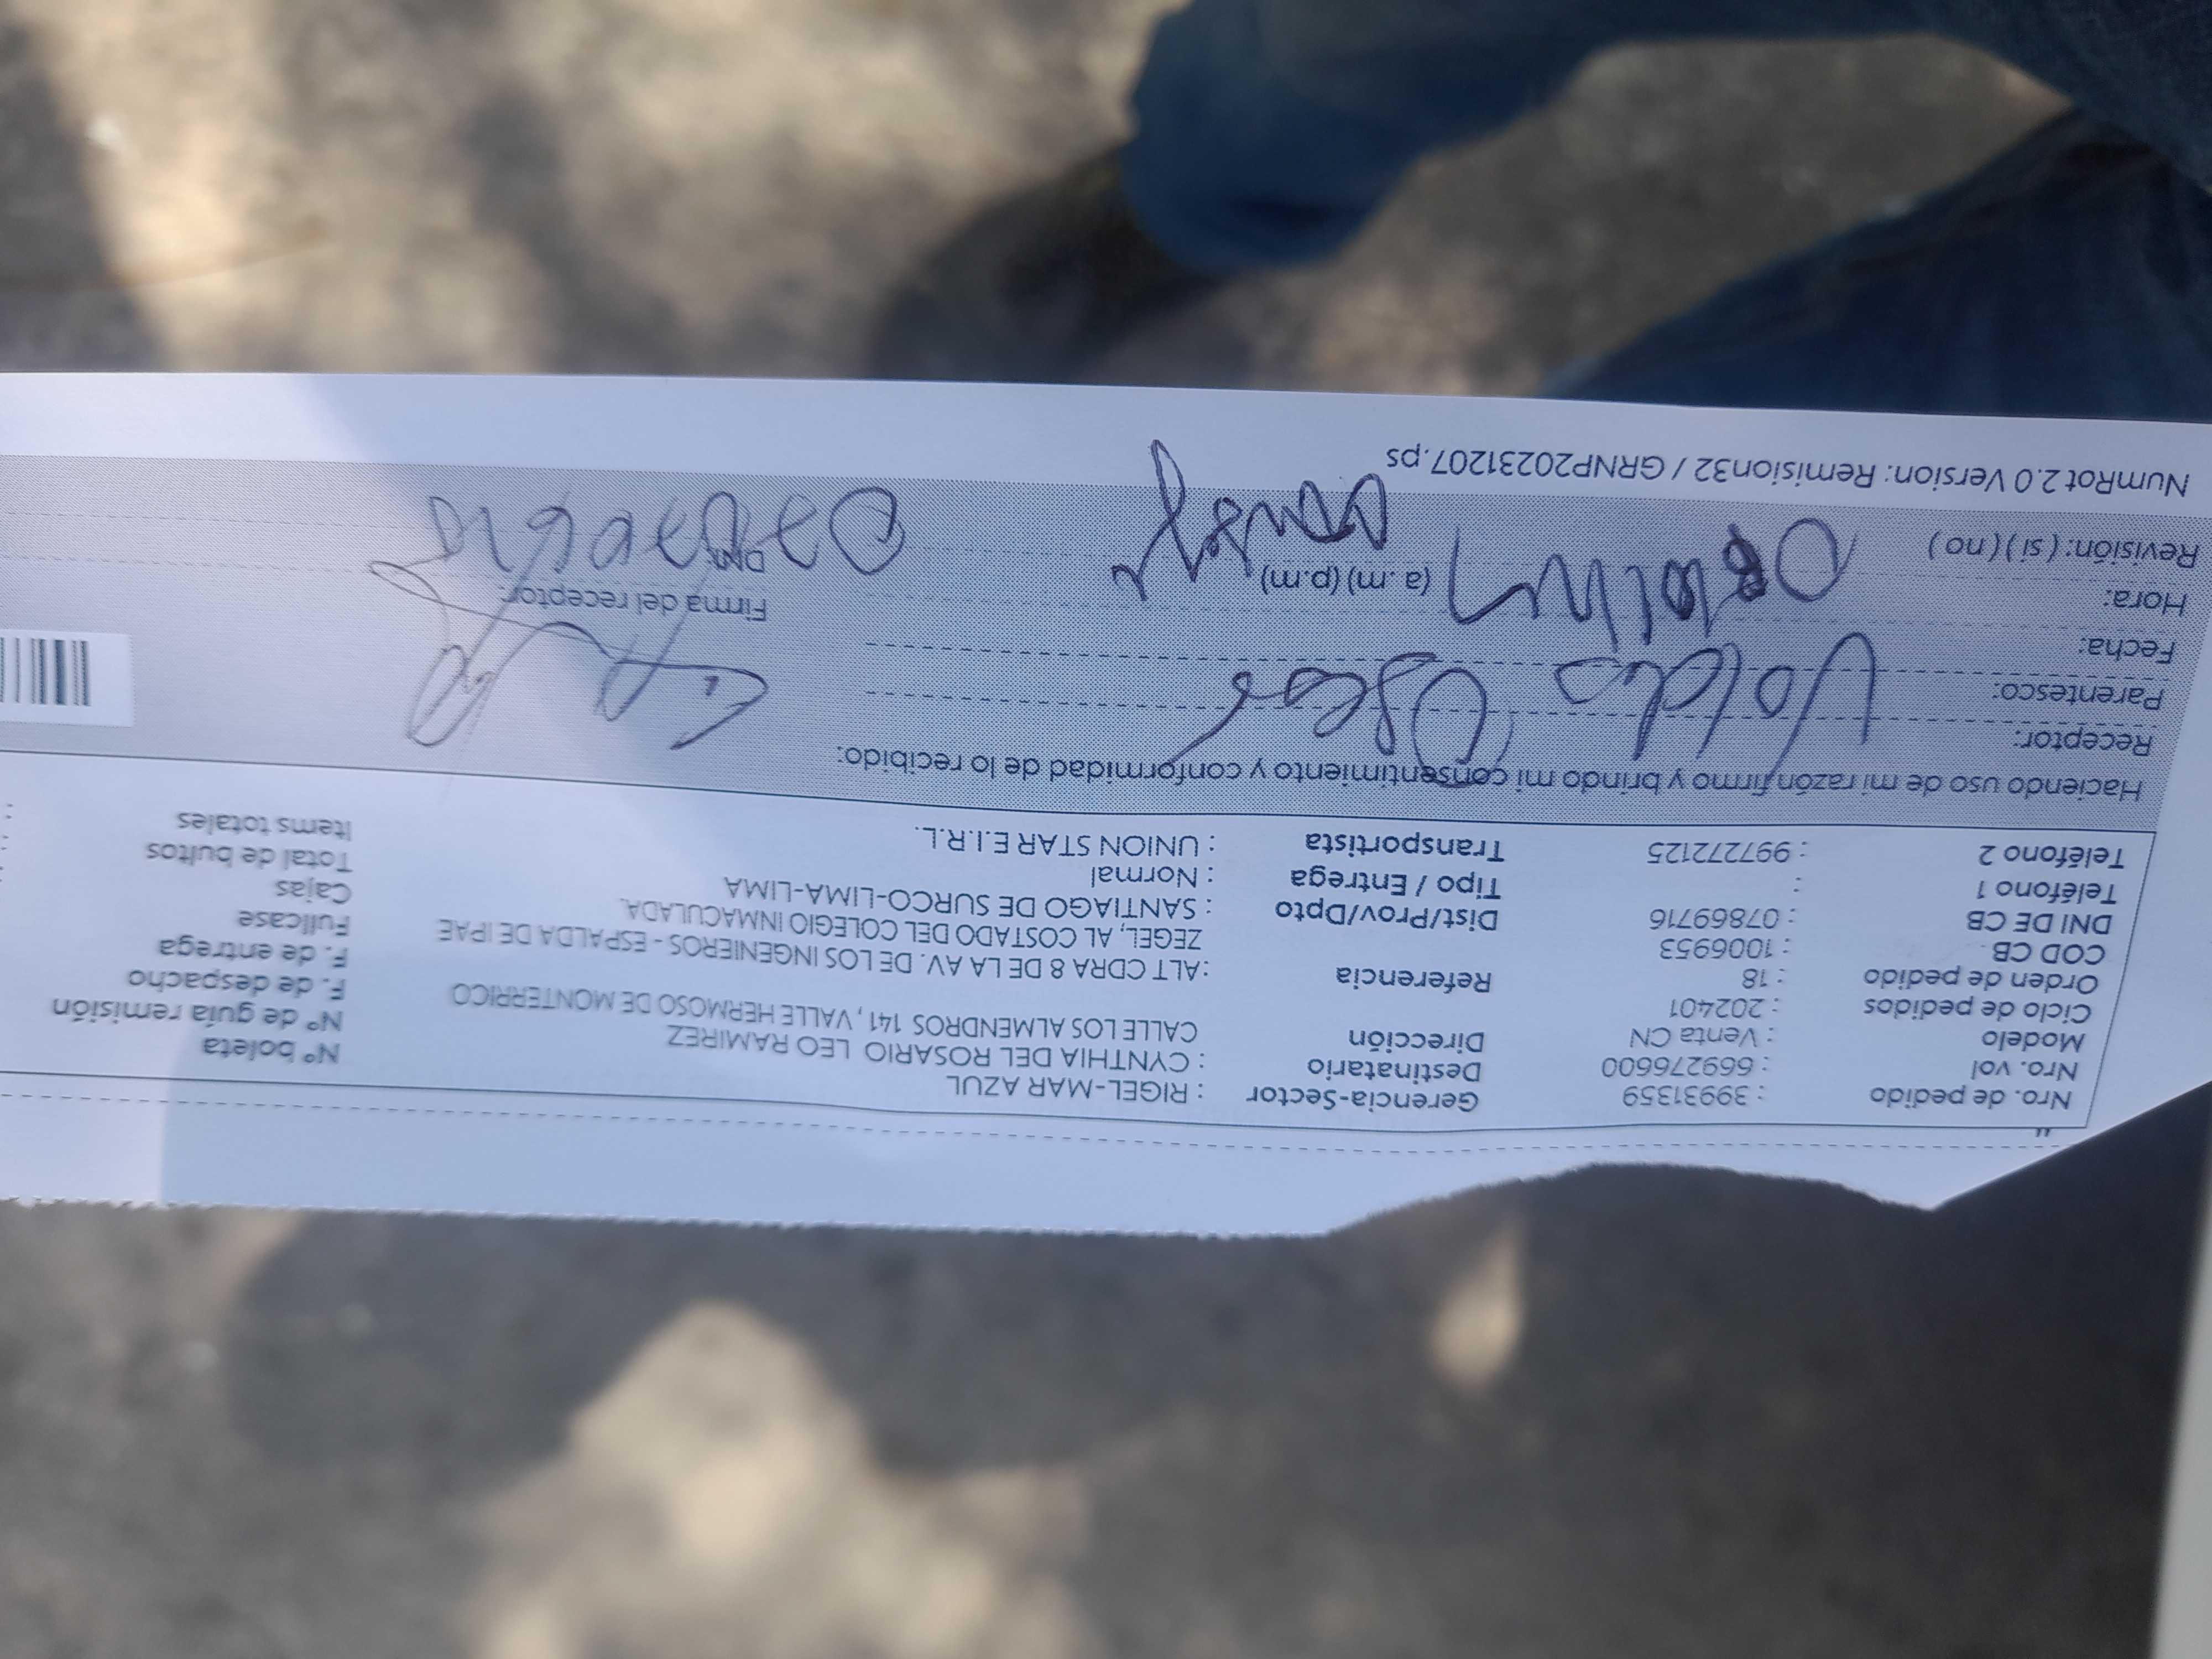 Nro. de pedido : 39931359 Gerencia-Sector : RIGEL-MAR AZUL
Nro. vol : 669276600 Destinatario : CYNTHIA DEL ROSARIO LEO RAMIREZ Nº boleta
Modelo : Venta CN Dirección CALLE LOS ALMENDROS 141, VALLE HERMOSO DE MONTERRICO Nº de guía remisión
Ciclo de pedidos : 202401 F. de despacho
Orden de pedido : 18 Referencia : ALT CDRA 8 DE LA AV. DE LOS INGENIEROS - ESPALDA DE IPAE F. de entrega
COD CB : 1006953 ZEGEL, AL COSTADO DEL COLEGIO INMACULADA. Fullcase
DNI DE CB : 07869716 Dist/Prov/Dpto : SANTIAGO DE SURCO-LIMA-LIMA Cajas
Teléfono 1 : Tipo / Entrega : Normal Total de bultos
Teléfono 2 : 997272125 Transportista : UNION STAR E.I.R.L. Items totales
Haciendo uso de mi razón firmo y brindo mi consentimiento y conformidad de lo recibido:
Receptor:
Parentesco:
Fecha:
Hora: (a.m) (p.m) Firma del receptor:
Revisión: (si) (no) DNI:
NumRot 2.0 Version: Remision32 / GRNP20231207.ps